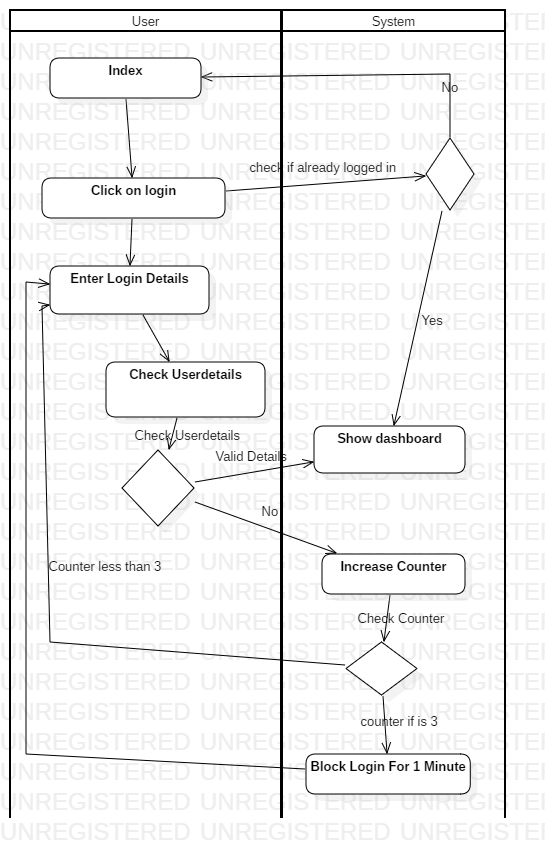 User
System
Index
No
check if already logged in
Click on login
Enter Login Details
Yes
Check Userdetails
Check Userdetails
Show dashboard
Valid Details
No
Counter less than 3
Increase Counter
Check Counter
counter if is 3
Block Login For 1 Minute
UNREGISTERED